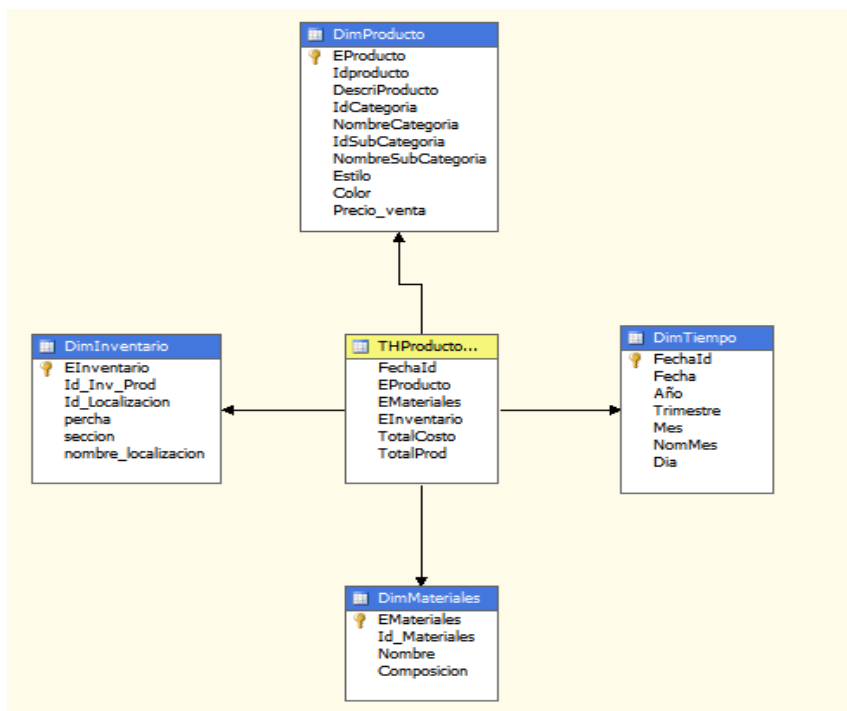 DimProducto
EProducto
Idproducto
DescriProducto
IdCategoria
NombreCategoria
IdSubCategoria
NombreSubCategoria
Estilo
Color
Precio_venta
DimInventario
EInventario
Id_Inv_Prod
Id_Localizacion
percha
seccion
nombre_localizacion
THProducto...
FechaId
EProducto
EMateriales
EInventario
TotalCosto
TotalProd
DimTiempo
FechaId
Fecha
Año
Trimestre
Mes
NomMes
Dia
DimMateriales
EMateriales
Id_Materiales
Nombre
Composicion